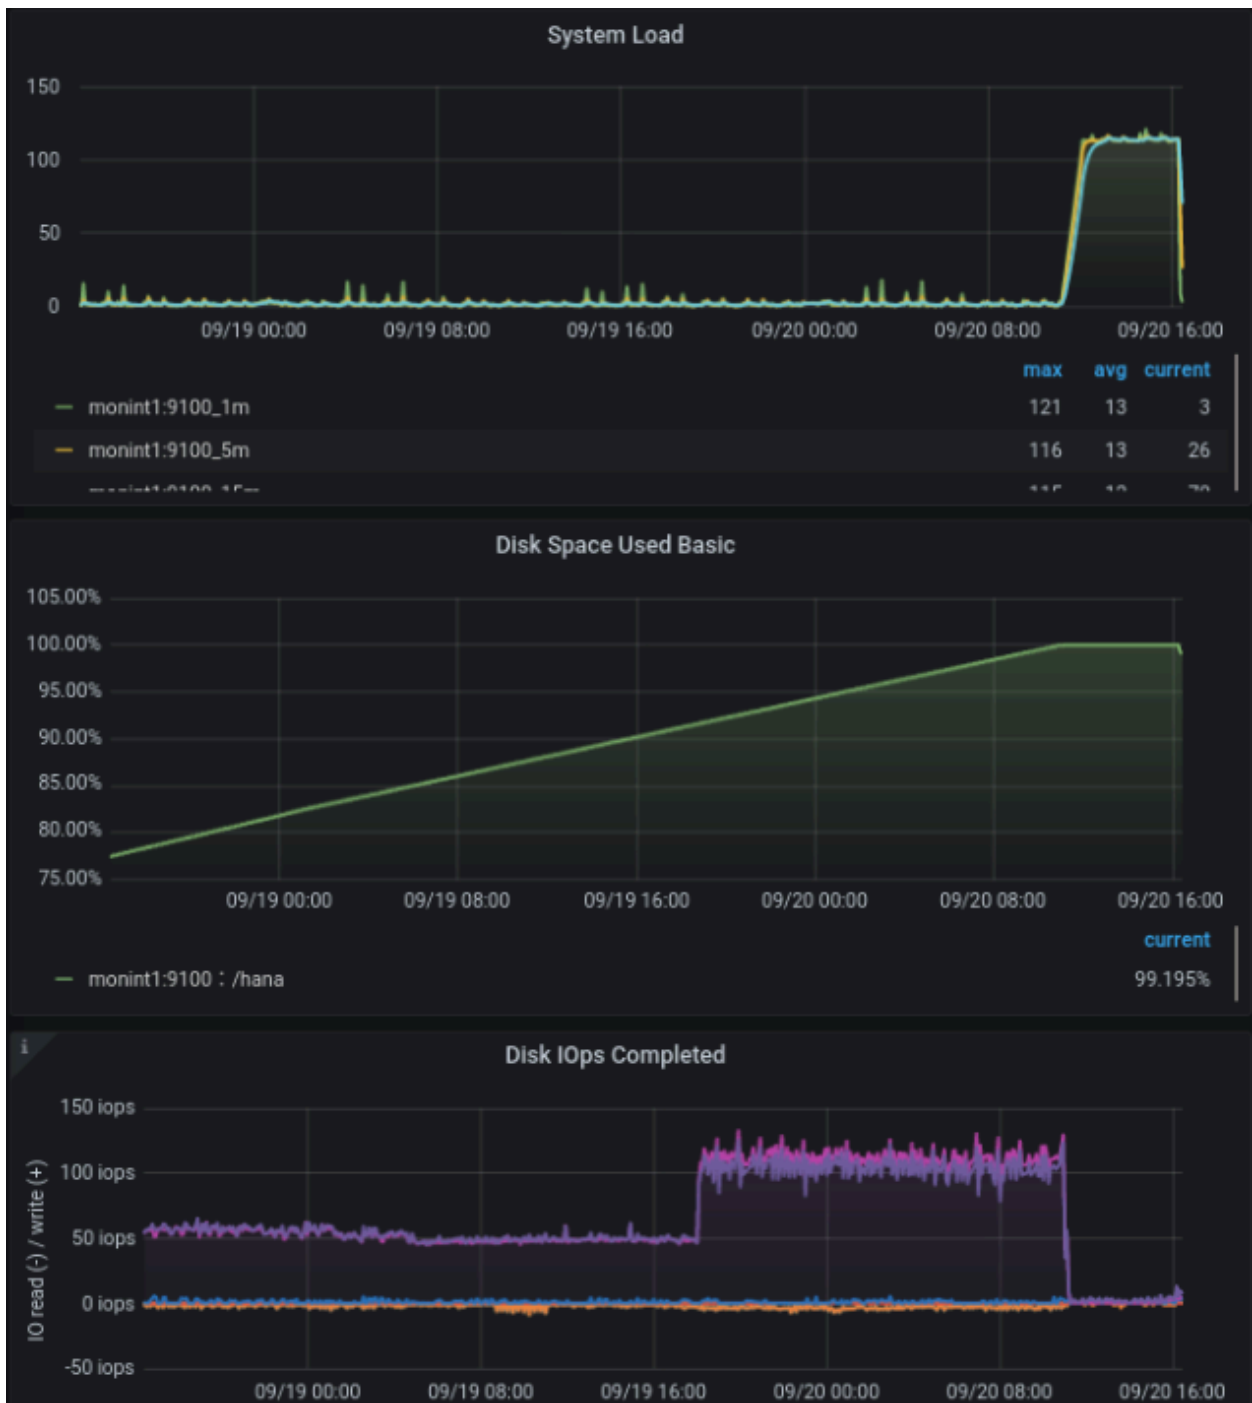 System Load
150
100
50
0
09/19 00:00 09/19 08:00 09/19 16:00 09/20 00:00 09/20 08:00 09/20 16:00
max avg current
monint1:9100_1m 121 13 3
monint1:9100_5m 116 13 26
Disk Space Used Basic
105.00%
100.00%
95.00%
90.00%
85.00%
80.00%
75.00%
09/19 00:00 09/19 08:00 09/19 16:00 09/20 00:00 09/20 08:00 09/20 16:00
current
monint1:9100：/hana 99.195%
i
Disk IOps Completed
IO read (-) / write (+)
150 iops
100 iops
50 iops
0 iops
-50 iops
09/19 00:00 09/19 08:00 09/19 16:00 09/20 00:00 09/20 08:00 09/20 16:00